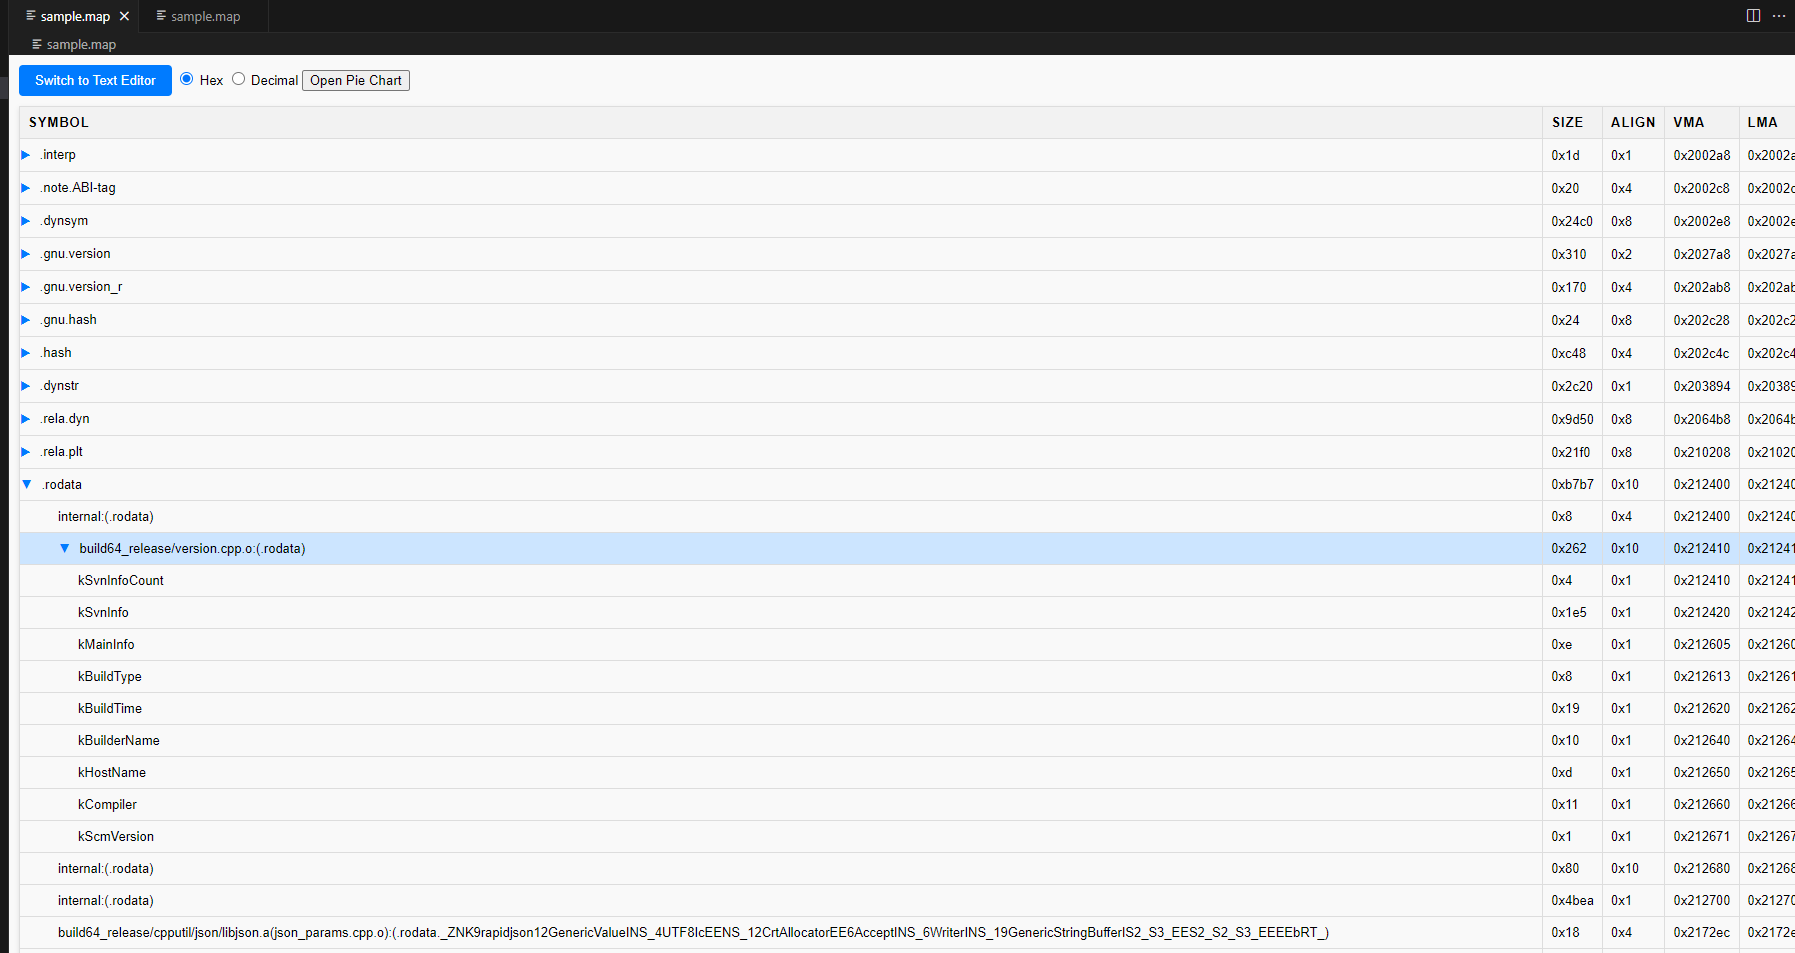 sample.map sample.map
sample.map
Switch to Text Editor Hex Decimal Open Pie Chart
SYMBOL SIZE ALIGN VMA LMA
.interp 0x1d 0x1 0x2002a8 0x2002a
.note.ABI-tag 0x20 0x4 0x2002c8 0x2002c
.dynsym 0x24c0 0x8 0x2002e8 0x2002e
.gnu.version 0x310 0x2 0x2027a8 0x2027a
.gnu.version_r 0x170 0x4 0x202ab8 0x202ab
.gnu.hash 0x24 0x8 0x202c28 0x202c2
.hash 0xc48 0x4 0x202c4c 0x202c4
.dynstr 0x2c20 0x1 0x203894 0x20389
.rela.dyn 0x9d50 0x8 0x2064b8 0x2064b
.rela.plt 0x21f0 0x8 0x210208 0x21020
.rodata 0xb7b7 0x10 0x212400 0x21240
internal:(.rodata) 0x8 0x4 0x212400 0x21240
build64_release/version.cpp.o:(.rodata) 0x262 0x10 0x212410 0x21241
kSvnInfoCount 0x4 0x1 0x212410 0x21241
kSvnInfo 0x1e5 0x1 0x212420 0x21242
kMainInfo 0xe 0x1 0x212605 0x21260
kBuildType 0x8 0x1 0x212613 0x21261
kBuildTime 0x19 0x1 0x212620 0x21262
kBuilderName 0x10 0x1 0x212640 0x21264
kHostName 0xd 0x1 0x212650 0x21265
kCompiler 0x11 0x1 0x212660 0x21266
kScmVersion 0x1 0x1 0x212671 0x21267
internal:(.rodata) 0x80 0x10 0x212680 0x21268
internal:(.rodata) 0x4bea 0x1 0x212700 0x21270
build64_release/cpputil/json/libjson.a(json_params.cpp.o):(.rodata._ZNK9rapidjson12GenericValueINS_4UTF8IcEENS_12CrtAllocatorEE6AcceptINS_6WriterINS_19GenericStringBufferIS2_S3_EES2_S2_S3_EEEEbRT_) 0x18 0x4 0x2172ec 0x2172e